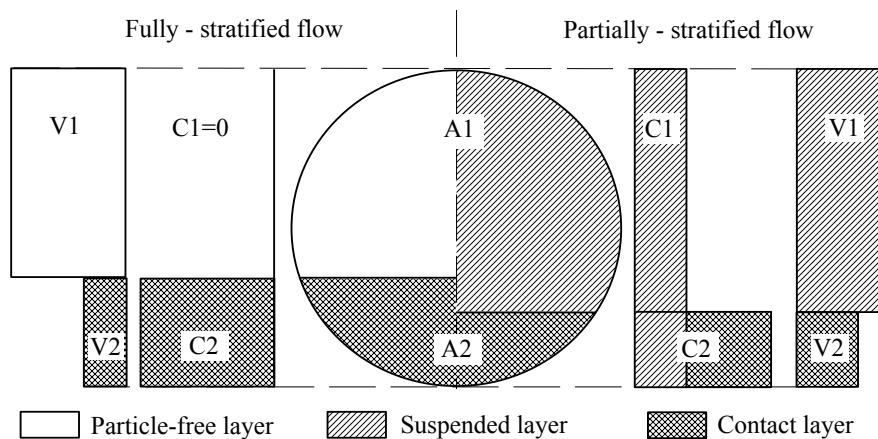 Fully - stratified flow
Partially - stratified flow
V1
C1=0
A1
C1
V1
V2
C2
A2
C2
V2
Particle-free layer
Suspended layer
Contact layer